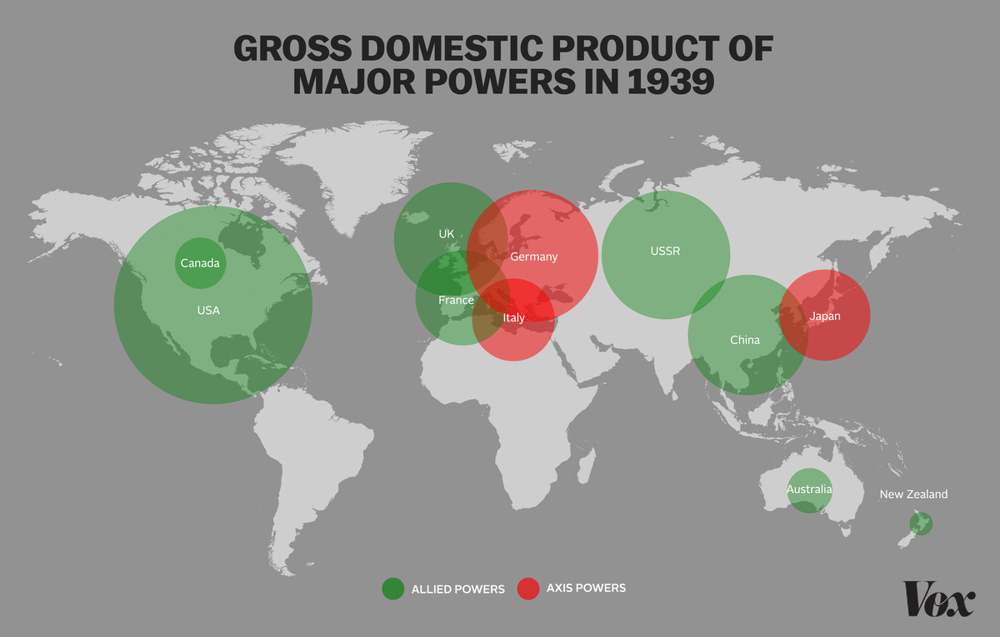 GROSS DOMESTIC PRODUCT OF
MAJOR POWERS IN 1939
UK
Germany
USSR
Canada
France
USA
Italy
Japan
China
Australia
New Zealand
ALLIED POWERS
AXIS POWERS
Vox